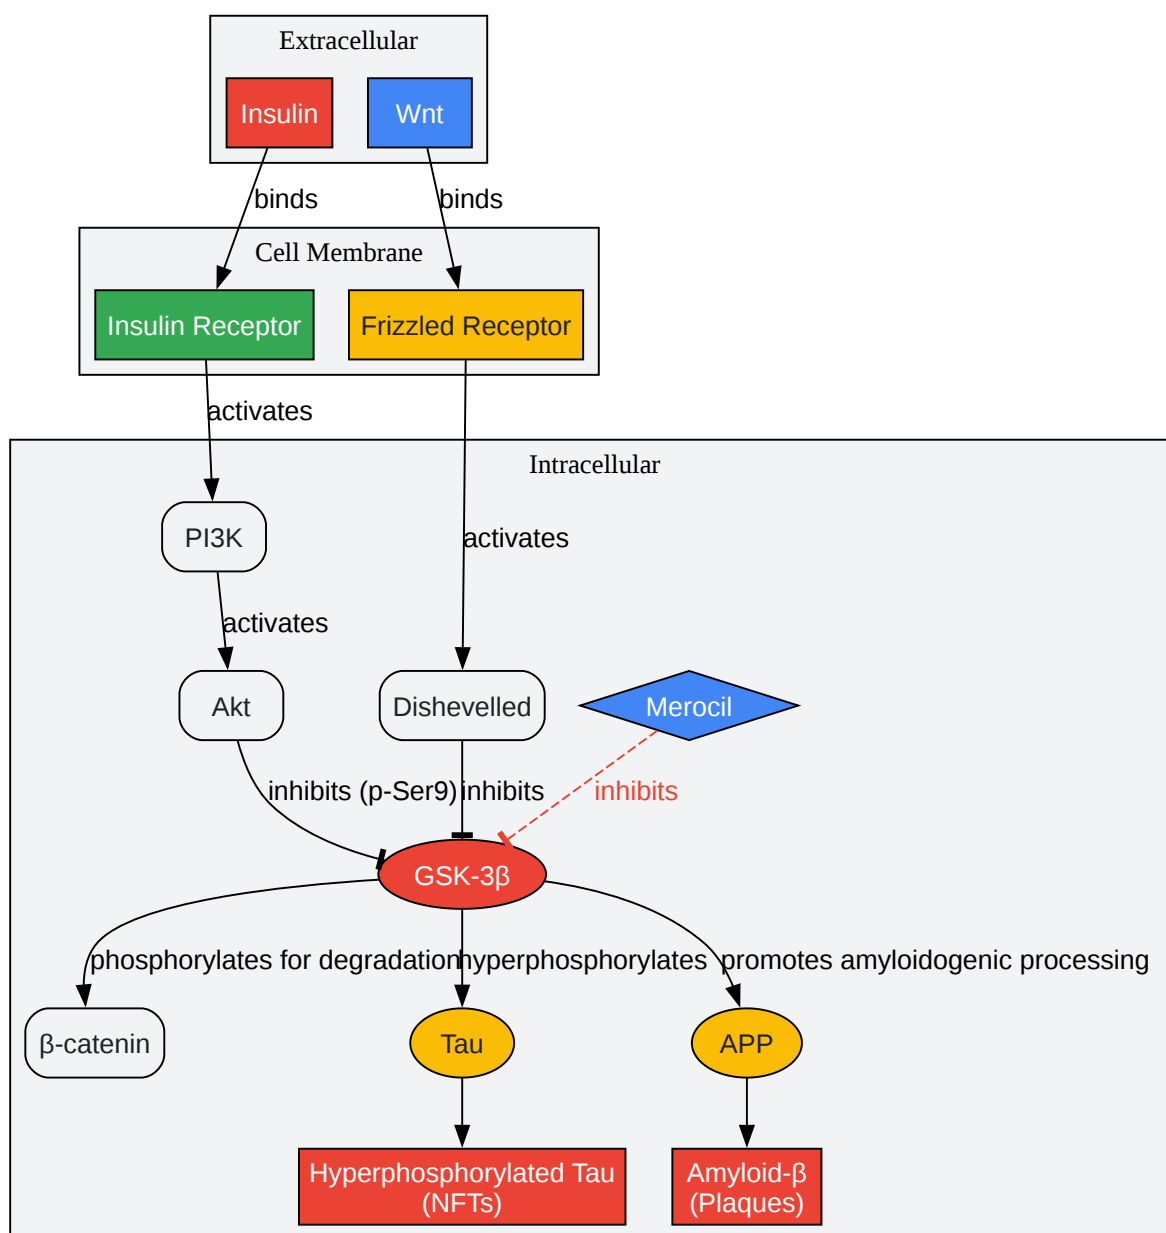 Extracellular
Insulin
Wnt
binds
binds
Cell Membrane
Insulin Receptor
Frizzled Receptor
activates
Intracellular
PI3K
activates
activates
Akt
Dishevelled
Merocil
inhibits (p-Ser9)
inhibits
inhibits
GSK-3β
phosphorylates for degradation
hyperphosphorylates
promotes amyloidogenic processing
β-catenin
Tau
APP
Hyperphosphorylated Tau
(NFTs)
Amyloid-β
(Plaques)